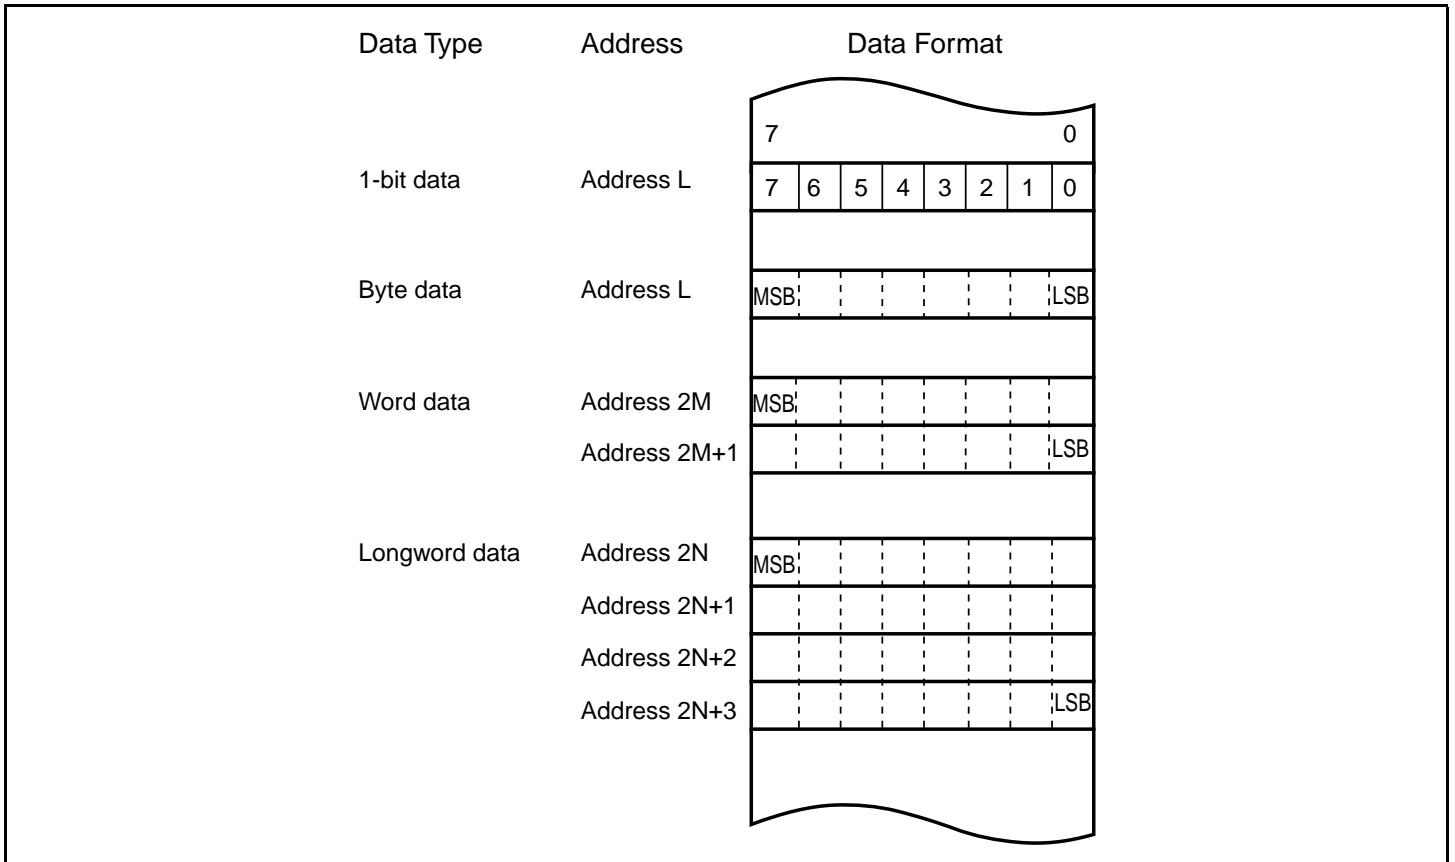 Data Type Address Data Format
7 0
1-bit data Address L 7 6 5 4 3 2 1 0
Byte data Address L MSB LSB
Word data Address 2M MSB
Address 2M+1 LSB
Longword data Address 2N MSB
Address 2N+1
Address 2N+2
Address 2N+3 LSB